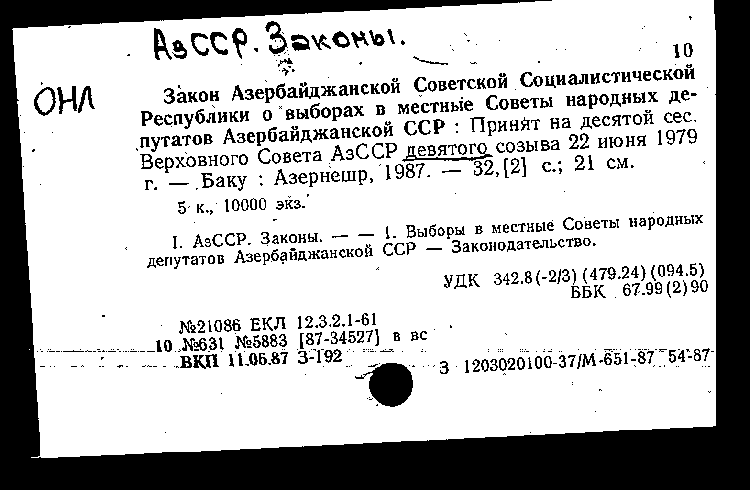 АзССР. Законы.
10
ОНЛ
Закон Азербайджанской Советской Социалистической
Республики о выборах в местные Советы народных де-
путатов Азербайджанской ССР : Принят на десятой сес.
Верховного Совета АзССР девятого созыва 22 июня 1979
г. — Баку : Азернешр, 1987. — 32,[2] с.; 21 см.
5 к., 10000 экз.
I. АзССР. Законы. — — 1. Выборы в местные Советы народных
депутатов Азербайджанской ССР — Законодательство.
УДК 342.8(-2/3)(479.24)(094.5)
ББК 67.99(2)90
№21086 ЕКЛ 12.3.2.1-61
10 №631 №5883 [87-34527] в вс
ВКП 11.06.87 З-192
З 1203020100-37/М-651-87 54-87